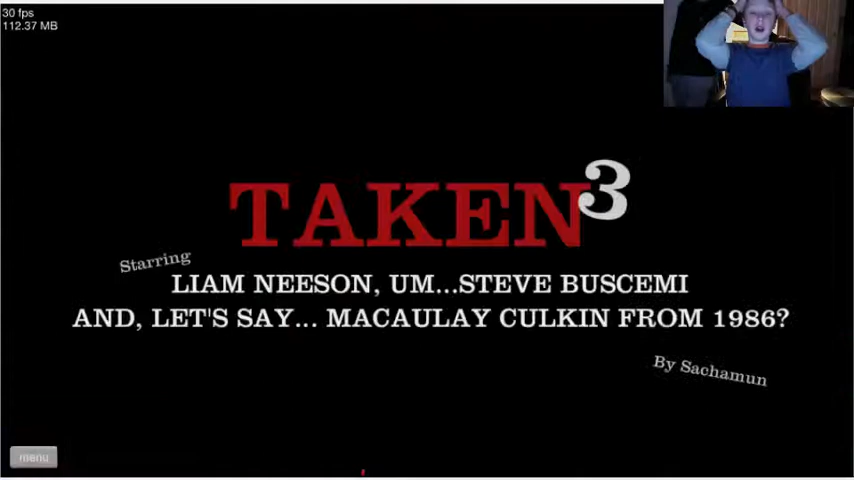 30 fps
112.37 MB
TAKEN3
Starring
LIAM NEESON, UM...STEVE BUSCEMI
AND, LET'S SAY... MACAULAY CULKIN FROM 1986?
By Sachamun
menu